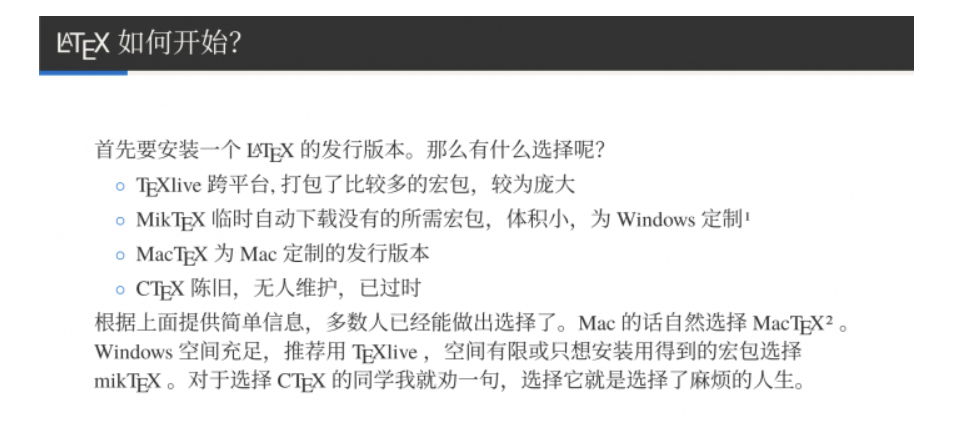 LATEX 如何开始？
首先要安装一个 LATEX 的发行版本。那么有什么选择呢？
TEXlive 跨平台, 打包了比较多的宏包，较为庞大
MikTEX 临时自动下载没有的所需宏包，体积小，为 Windows 定制¹
MacTEX 为 Mac 定制的发行版本
CTEX 陈旧，无人维护，已过时
根据上面提供简单信息，多数人已经能做出选择了。Mac 的话自然选择 MacTEX² 。
Windows 空间充足，推荐用 TEXlive ，空间有限或只想安装用得到的宏包选择
mikTEX 。对于选择 CTEX 的同学我就劝一句，选择它就是选择了麻烦的人生。